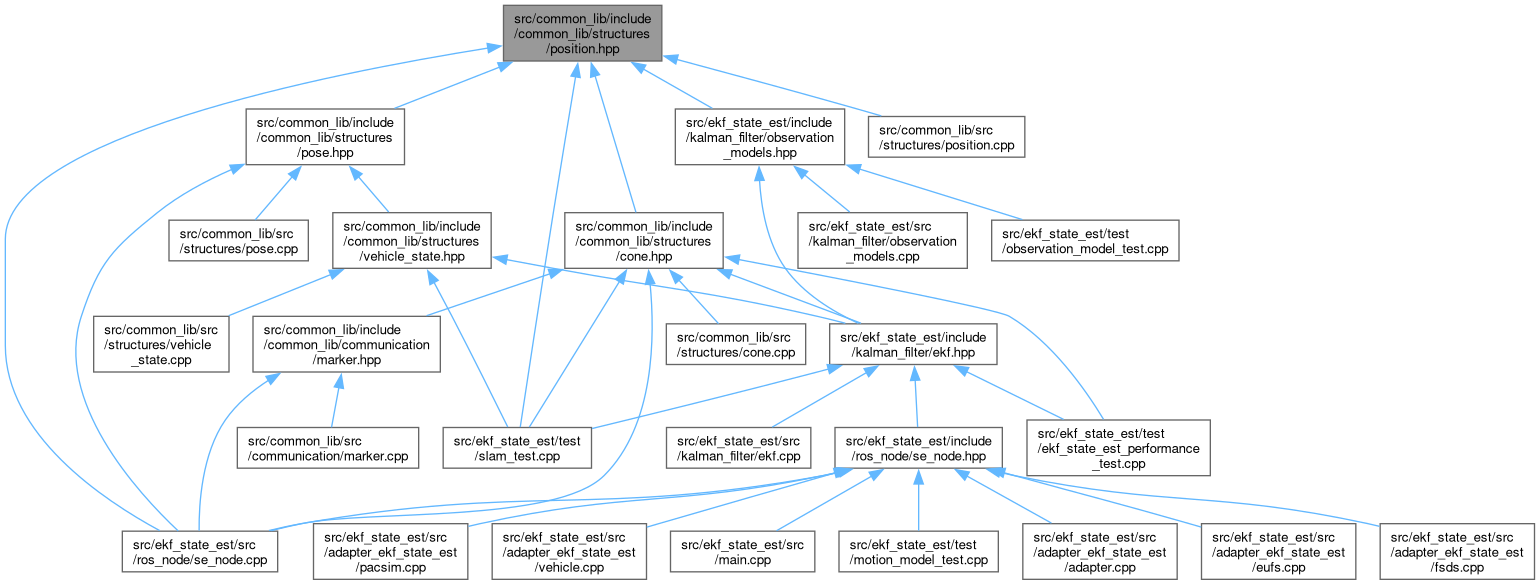 src/common_lib/include
/common_lib/structures
/position.hpp
src/common_lib/include
/common_lib/structures
/pose.hpp
src/ekf_state_est/include
/kalman_filter/observation
_models.hpp
src/common_lib/src
/structures/position.cpp
src/common_lib/src
/structures/pose.cpp
src/common_lib/include
/common_lib/structures
/vehicle_state.hpp
src/common_lib/include
/common_lib/structures
/cone.hpp
src/ekf_state_est/src
/kalman_filter/observation
_models.cpp
src/ekf_state_est/test
/observation_model_test.cpp
src/common_lib/src
/structures/vehicle
_state.cpp
src/common_lib/include
/common_lib/communication
/marker.hpp
src/common_lib/src
/structures/cone.cpp
src/ekf_state_est/include
/kalman_filter/ekf.hpp
src/common_lib/src
/communication/marker.cpp
src/ekf_state_est/test
/slam_test.cpp
src/ekf_state_est/src
/kalman_filter/ekf.cpp
src/ekf_state_est/include
/ros_node/se_node.hpp
src/ekf_state_est/test
/ekf_state_est_performance
_test.cpp
src/ekf_state_est/src
/ros_node/se_node.cpp
src/ekf_state_est/src
/adapter_ekf_state_est
/pacsim.cpp
src/ekf_state_est/src
/adapter_ekf_state_est
/vehicle.cpp
src/ekf_state_est/src
/main.cpp
src/ekf_state_est/test
/motion_model_test.cpp
src/ekf_state_est/src
/adapter_ekf_state_est
/adapter.cpp
src/ekf_state_est/src
/adapter_ekf_state_est
/eufs.cpp
src/ekf_state_est/src
/adapter_ekf_state_est
/fsds.cpp